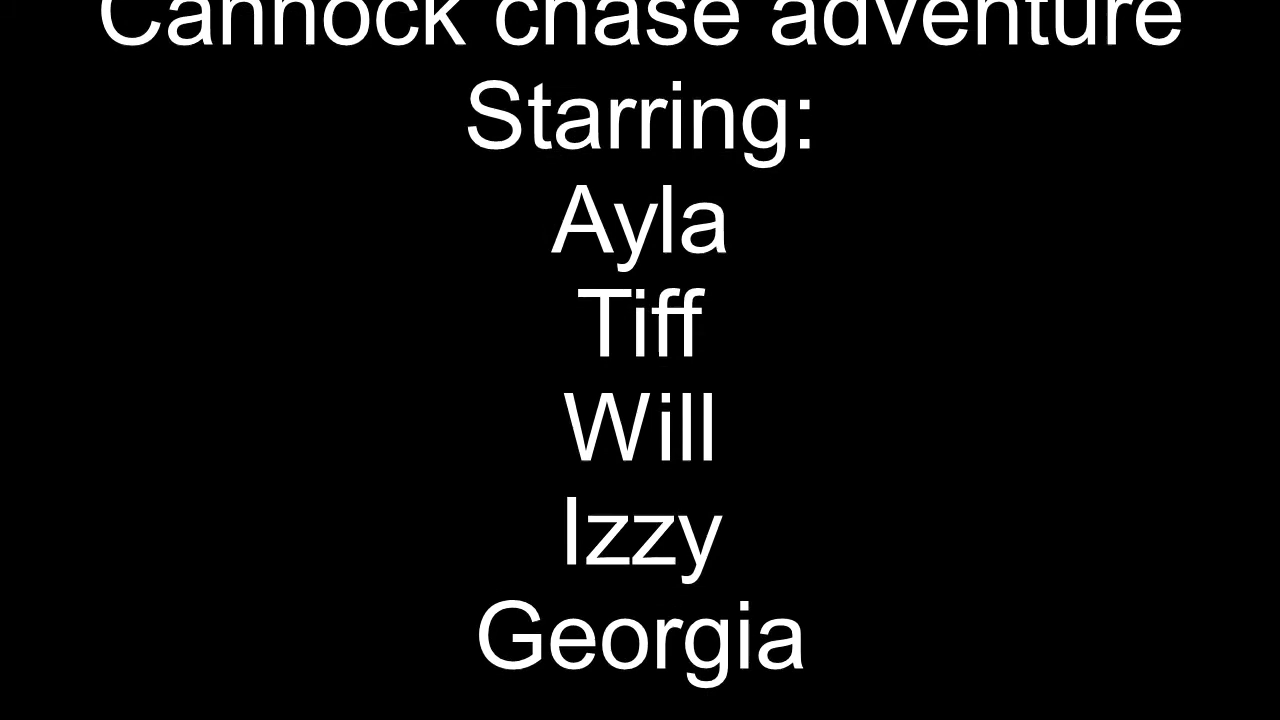 Cannock chase adventure
Starring:
Ayla
Tiff
Will
Izzy
Georgia